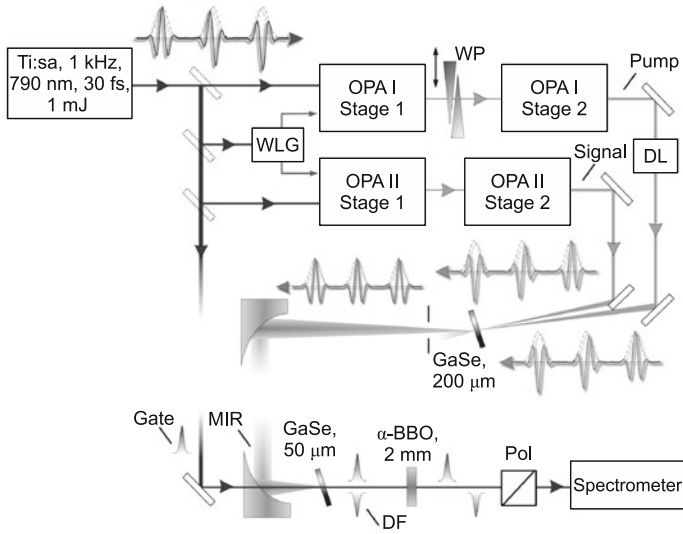 Ti:sa, 1 kHz,
790 nm, 30 fs,
1 mJ
OPA I
Stage 1
WP
OPA I
Stage 2
Pump
WLG
DL
OPA II
Stage 1
OPA II
Stage 2
Signal
GaSe,
200 μm
Gate
MIR
GaSe,
50 μm
α-BBO,
2 mm
Pol
Spectrometer
DF